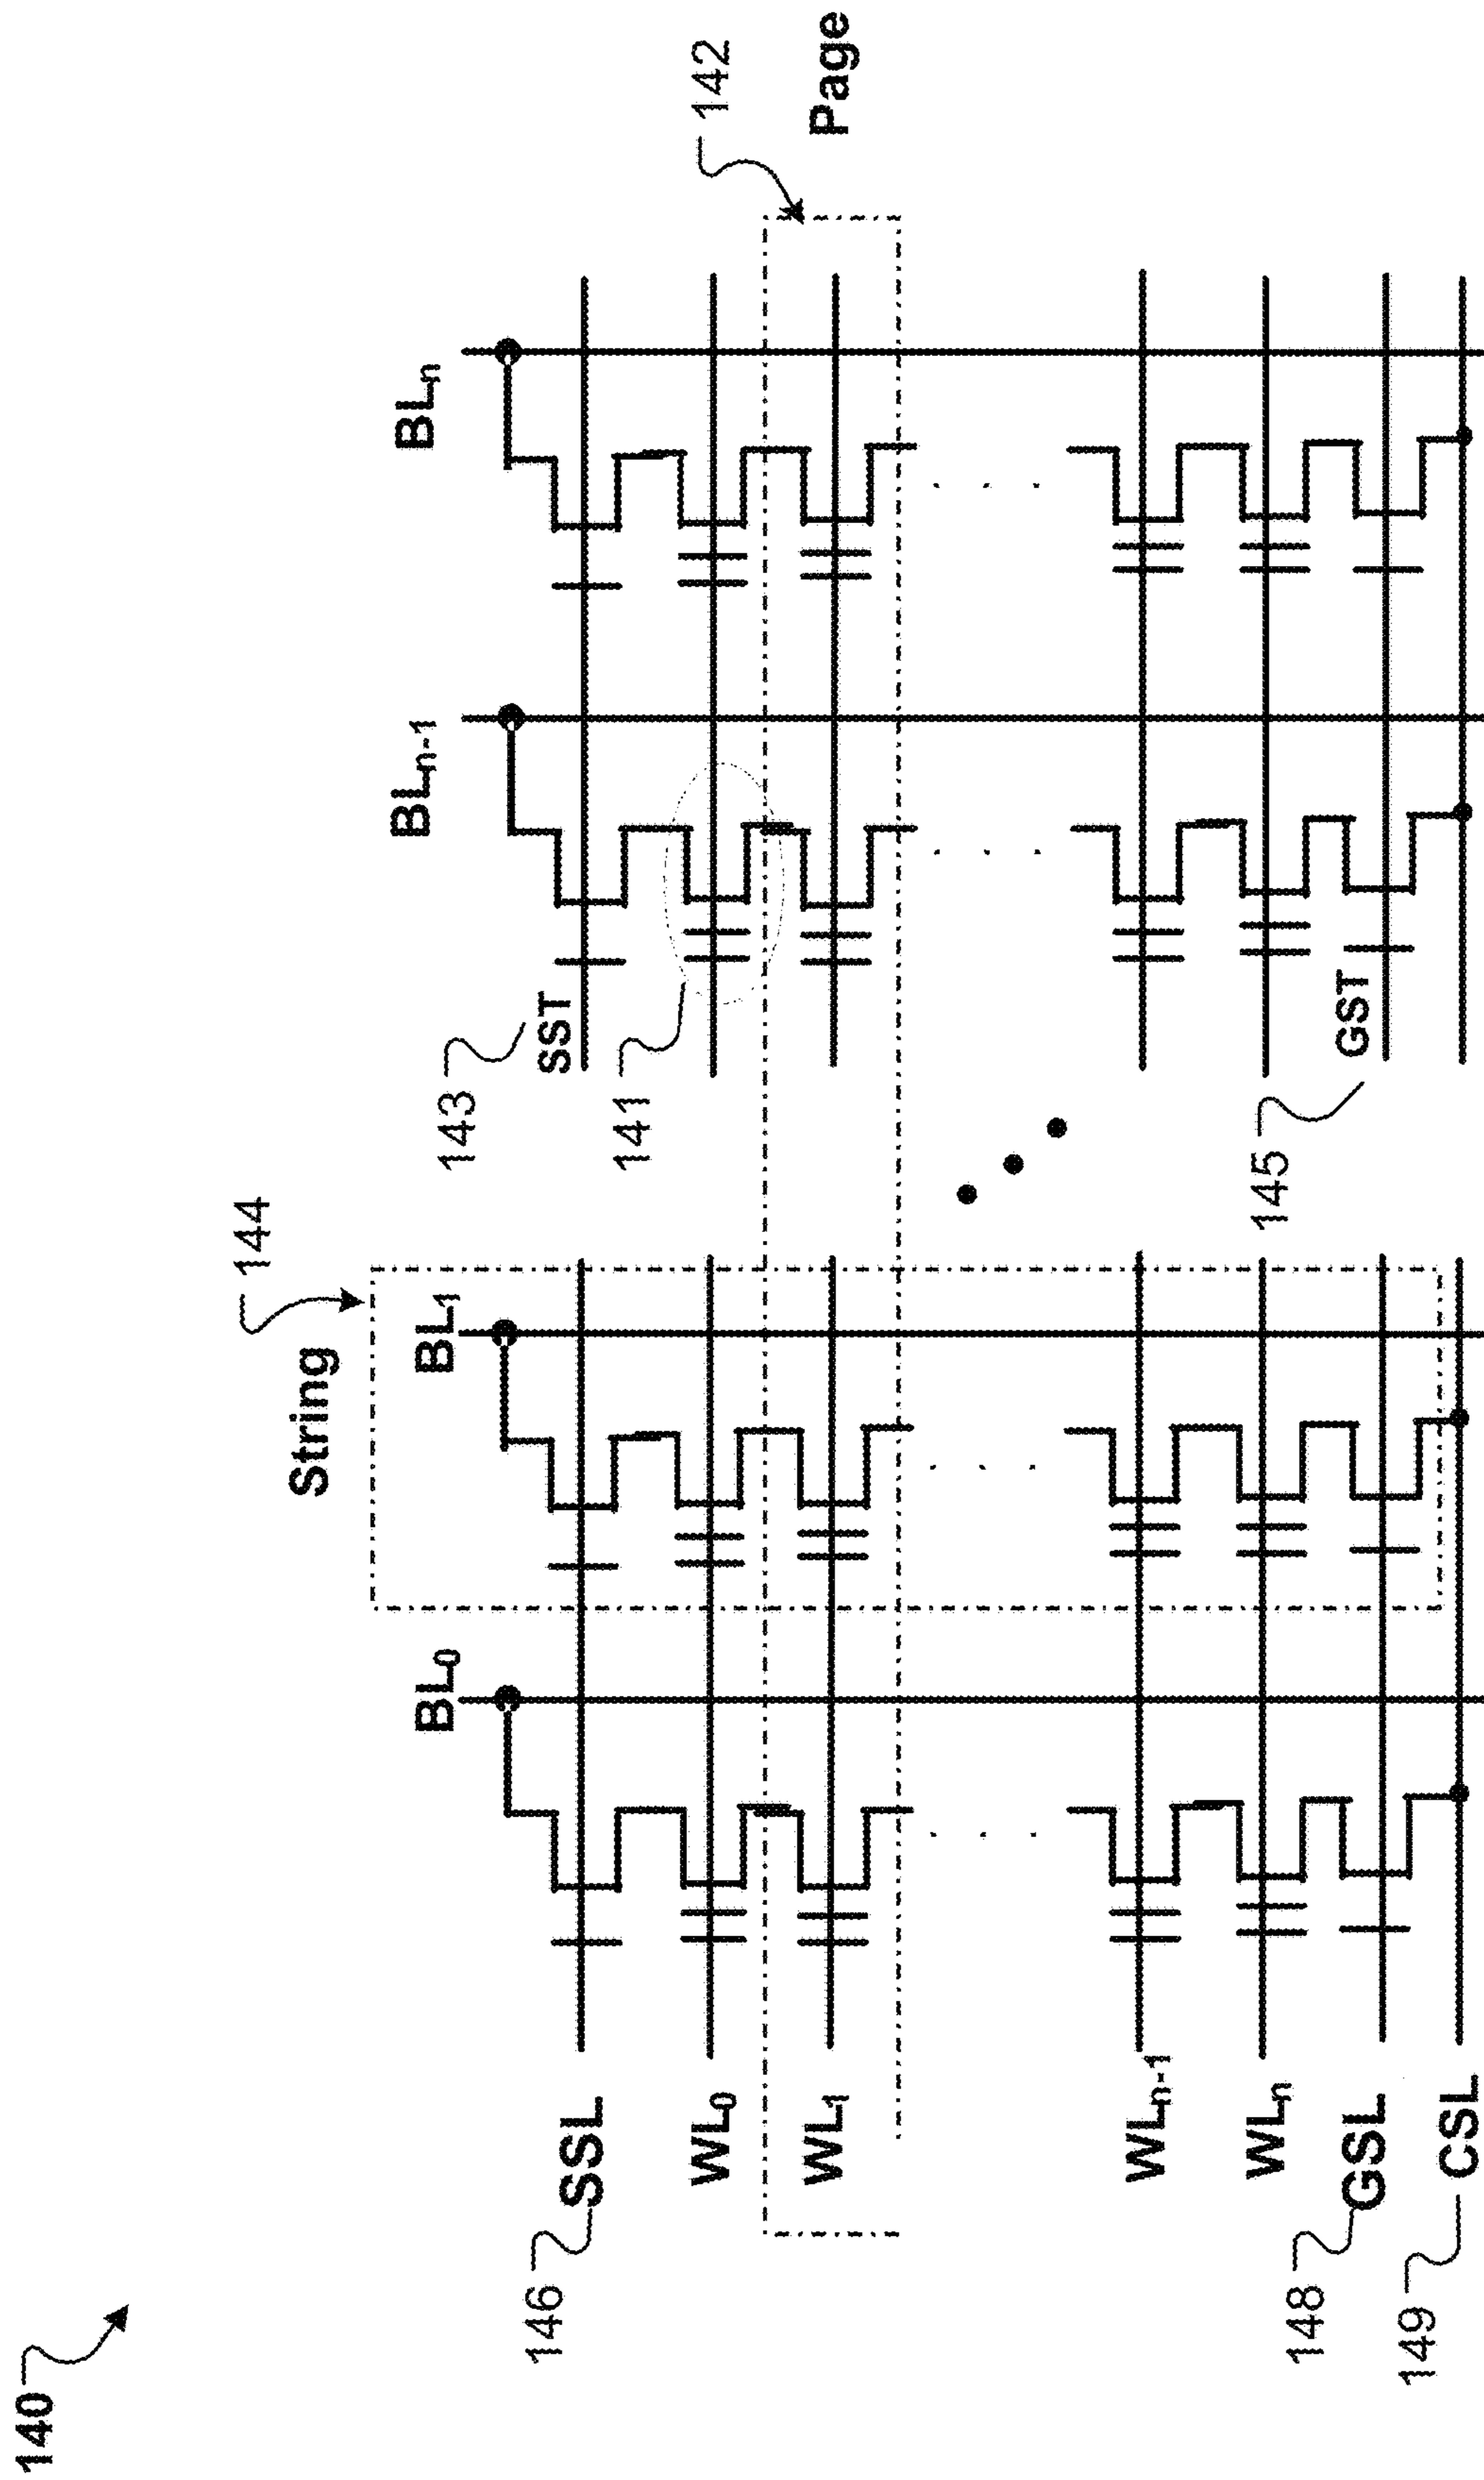 140
144
String
BL0
BL1
BLn-1
BLn
142
Page
143
SST
141
145
GST
146
SSL
WL0
WL1
WLn-1
WLn
148
GSL
149
CSL